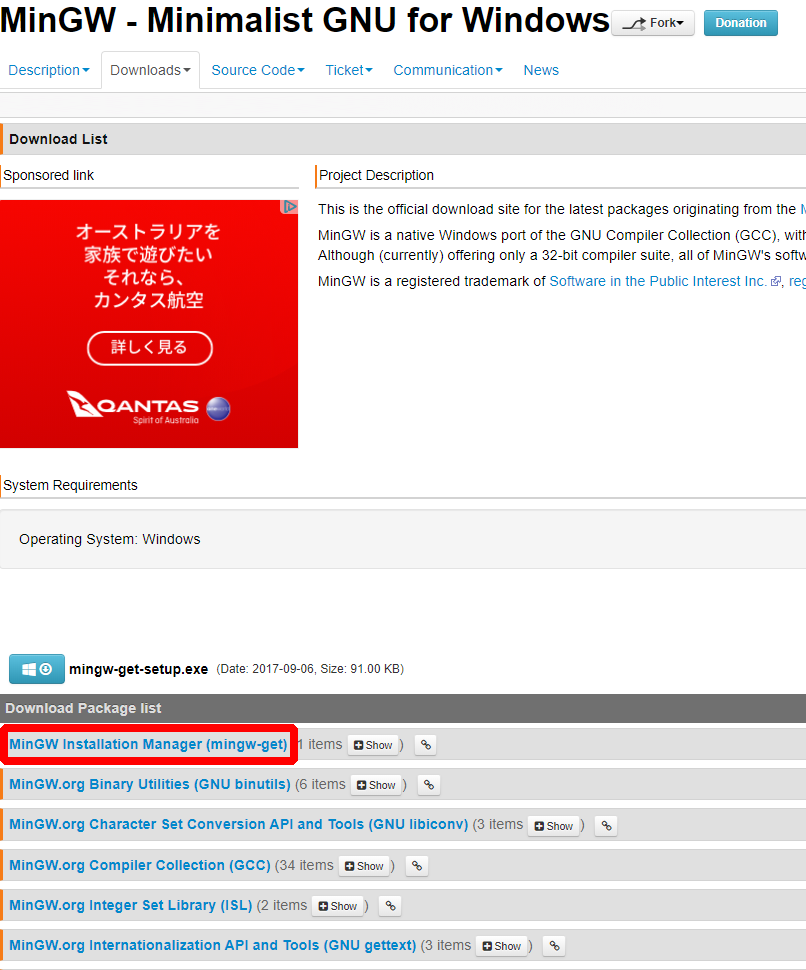 MinGW - Minimalist GNU for Windows Fork Donation
Description Downloads Source Code Ticket Communication News
Download List
Sponsored link
オーストラリアを
家族で遊びたい
それなら、
カンタス航空
詳しく見る
QANTAS
Spirit of Australia
Project Description
This is the official download site for the latest packages originating from the
MinGW is a native Windows port of the GNU Compiler Collection (GCC), with
Although (currently) offering only a 32-bit compiler suite, all of MinGW's softw
MinGW is a registered trademark of Software in the Public Interest Inc. , reg
System Requirements
Operating System: Windows
mingw-get-setup.exe (Date: 2017-09-06, Size: 91.00 KB)
Download Package list
MinGW Installation Manager (mingw-get) 1 items Show )
MinGW.org Binary Utilities (GNU binutils) (6 items Show )
MinGW.org Character Set Conversion API and Tools (GNU libiconv) (3 items Show )
MinGW.org Compiler Collection (GCC) (34 items Show )
MinGW.org Integer Set Library (ISL) (2 items Show )
MinGW.org Internationalization API and Tools (GNU gettext) (3 items Show )